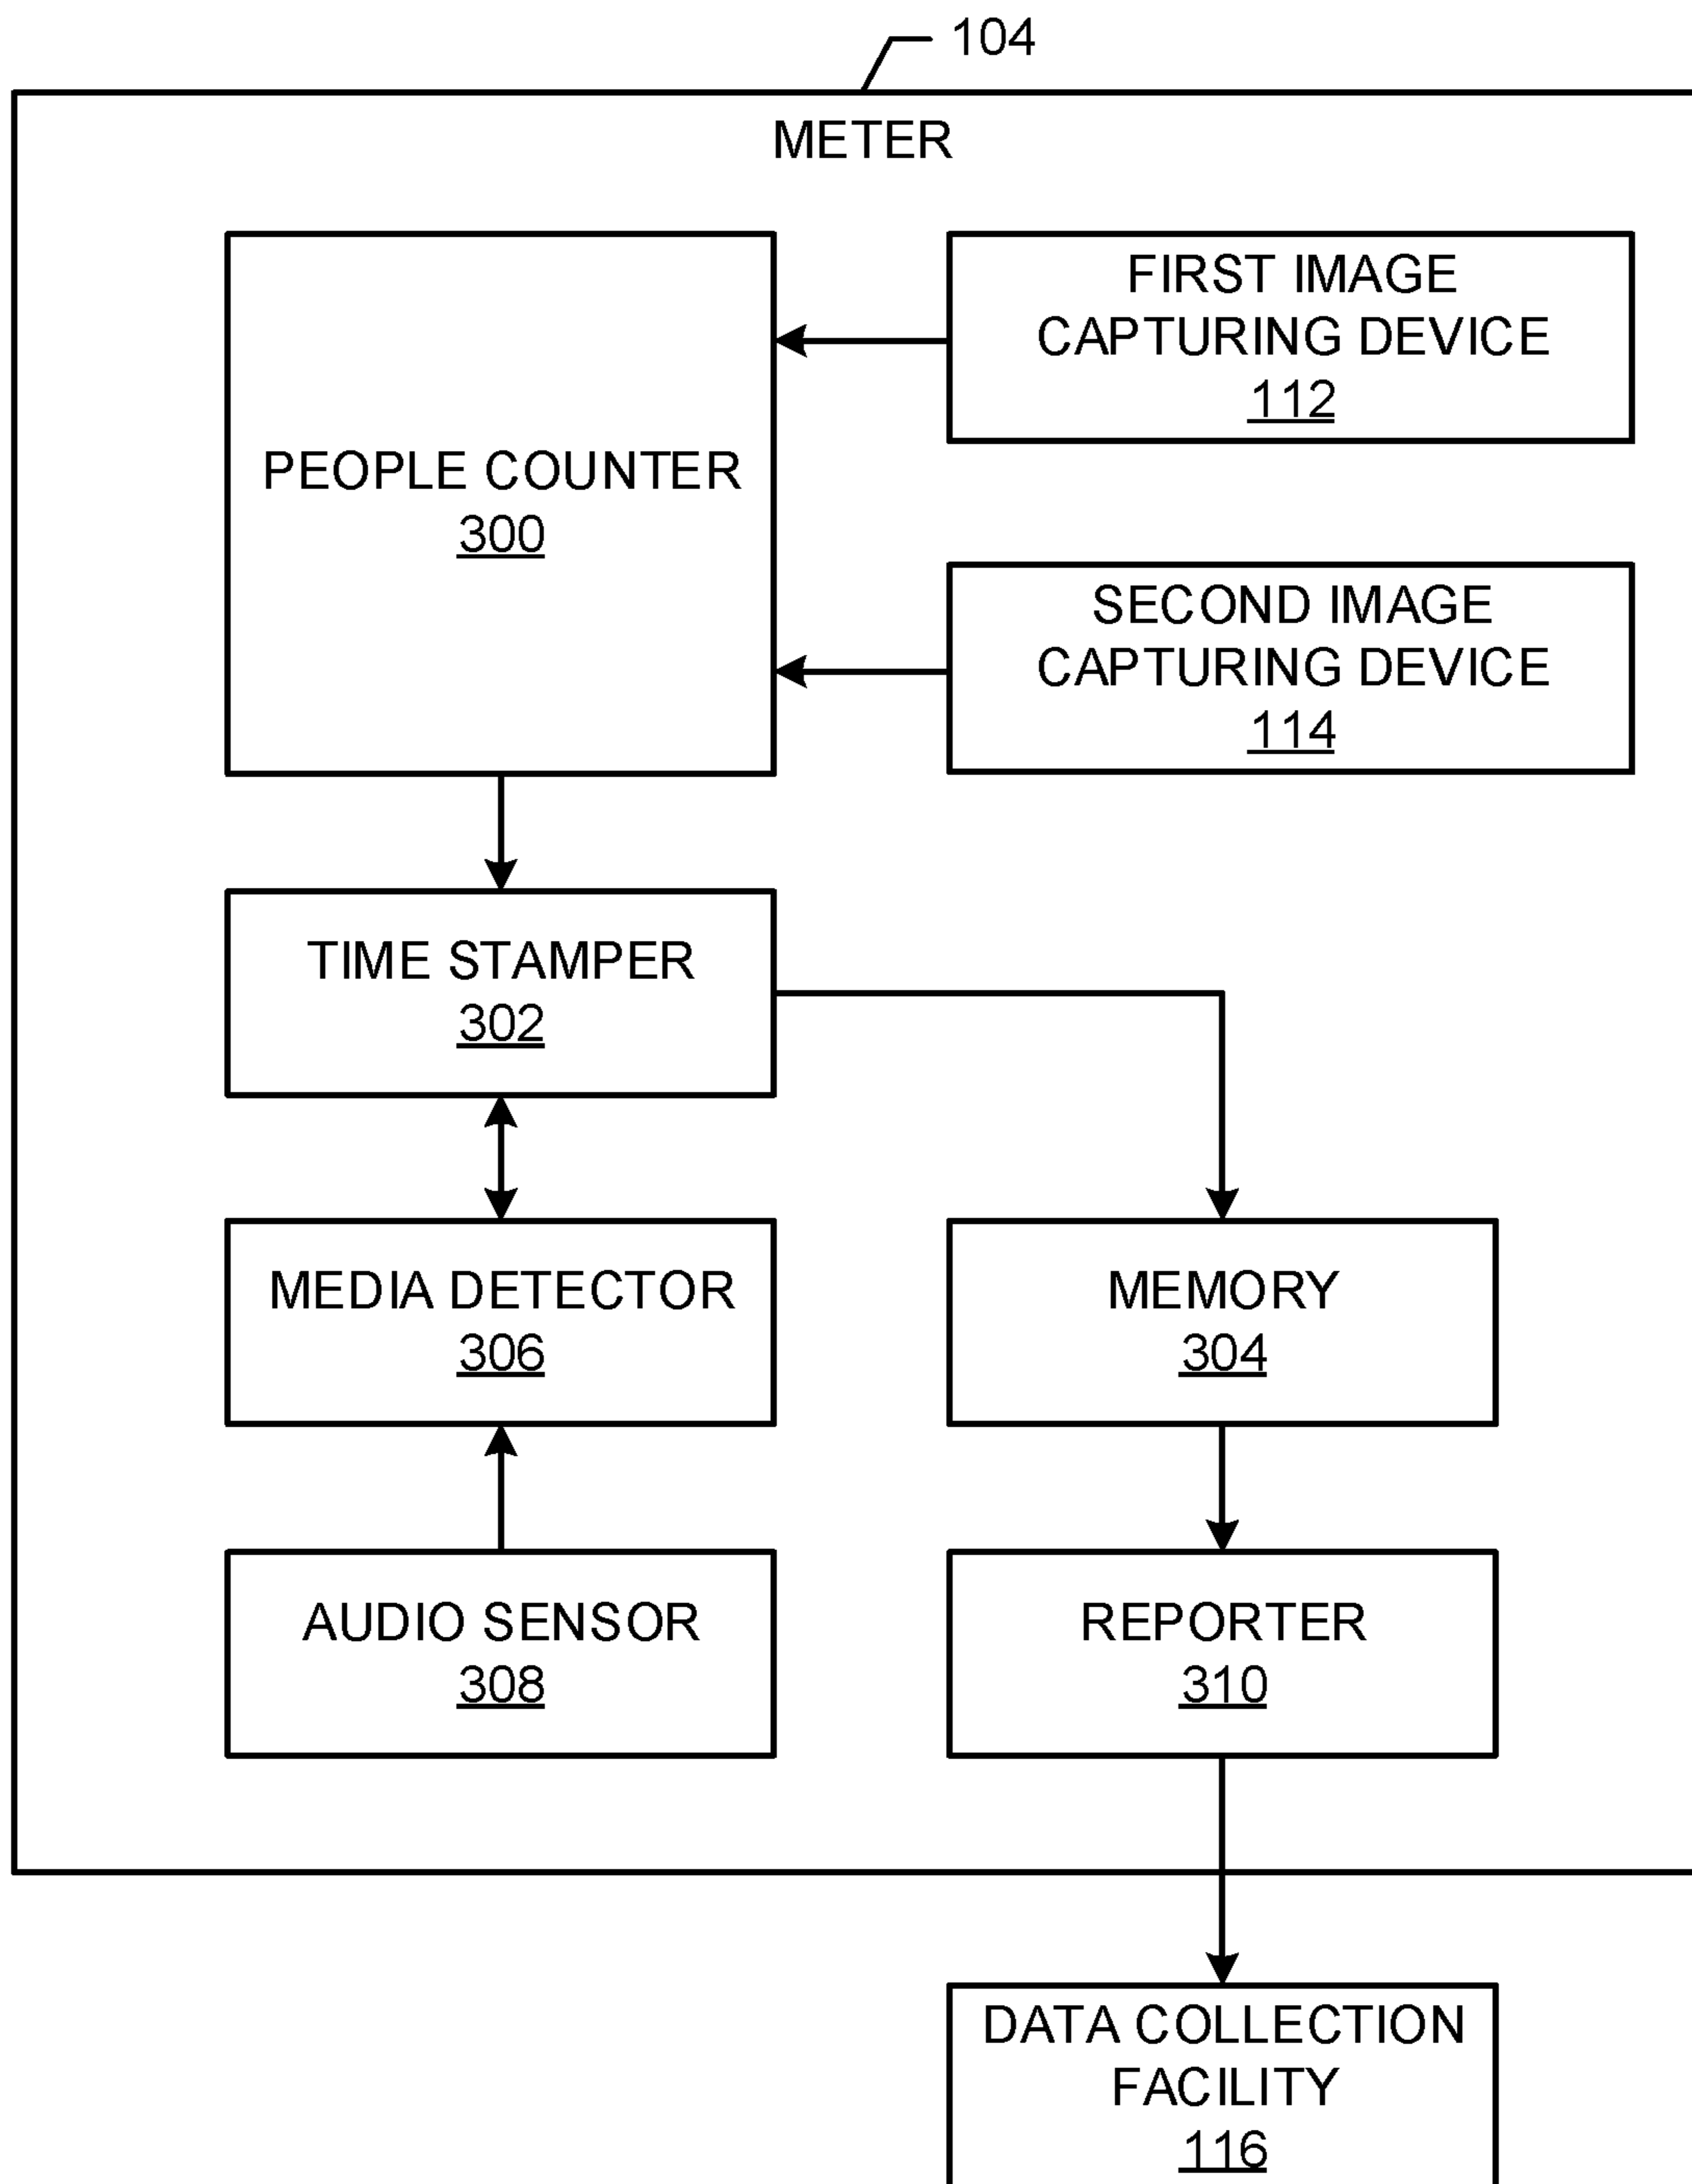 104
METER
FIRST IMAGE
CAPTURING DEVICE
112
PEOPLE COUNTER
300
SECOND IMAGE
CAPTURING DEVICE
114
TIME STAMPER
302
MEDIA DETECTOR
306
MEMORY
304
AUDIO SENSOR
308
REPORTER
310
DATA COLLECTION
FACILITY
116